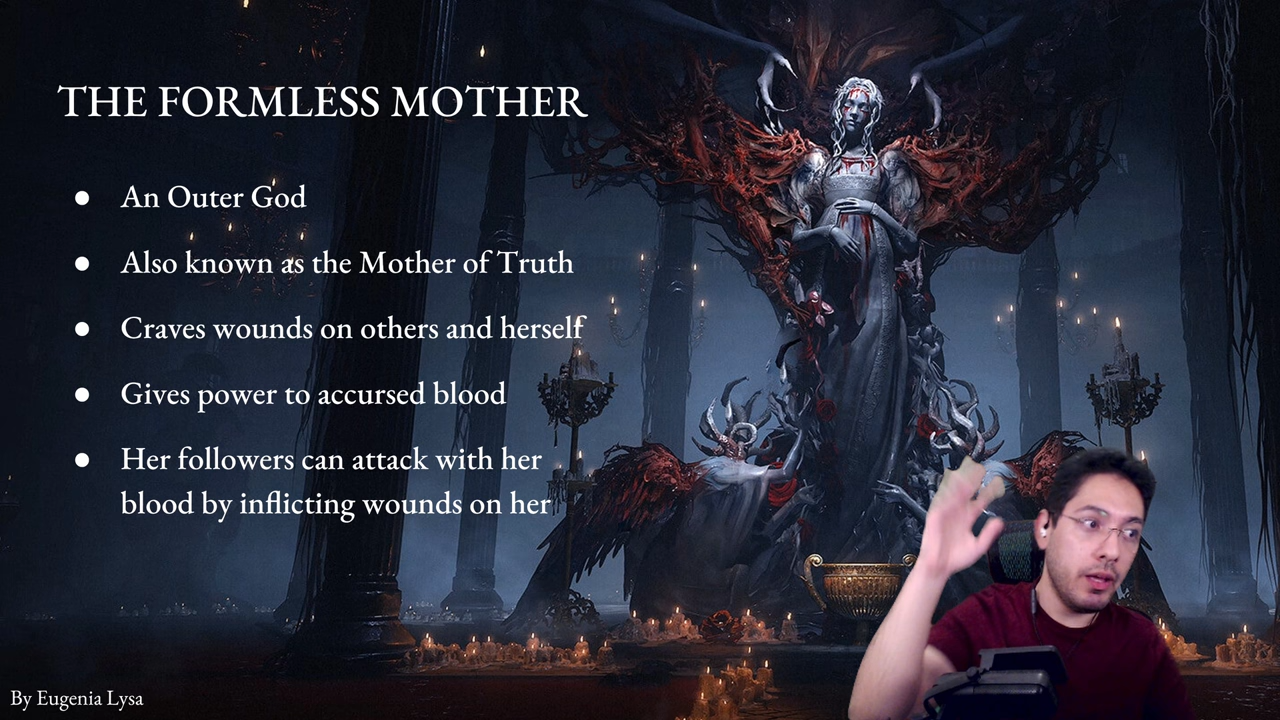 THE FORMLESS MOTHER
● An Outer God
● Also known as the Mother of Truth
● Craves wounds on others and herself
● Gives power to accursed blood
● Her followers can attack with her
blood by inflicting wounds on her
By Eugenia Lysa